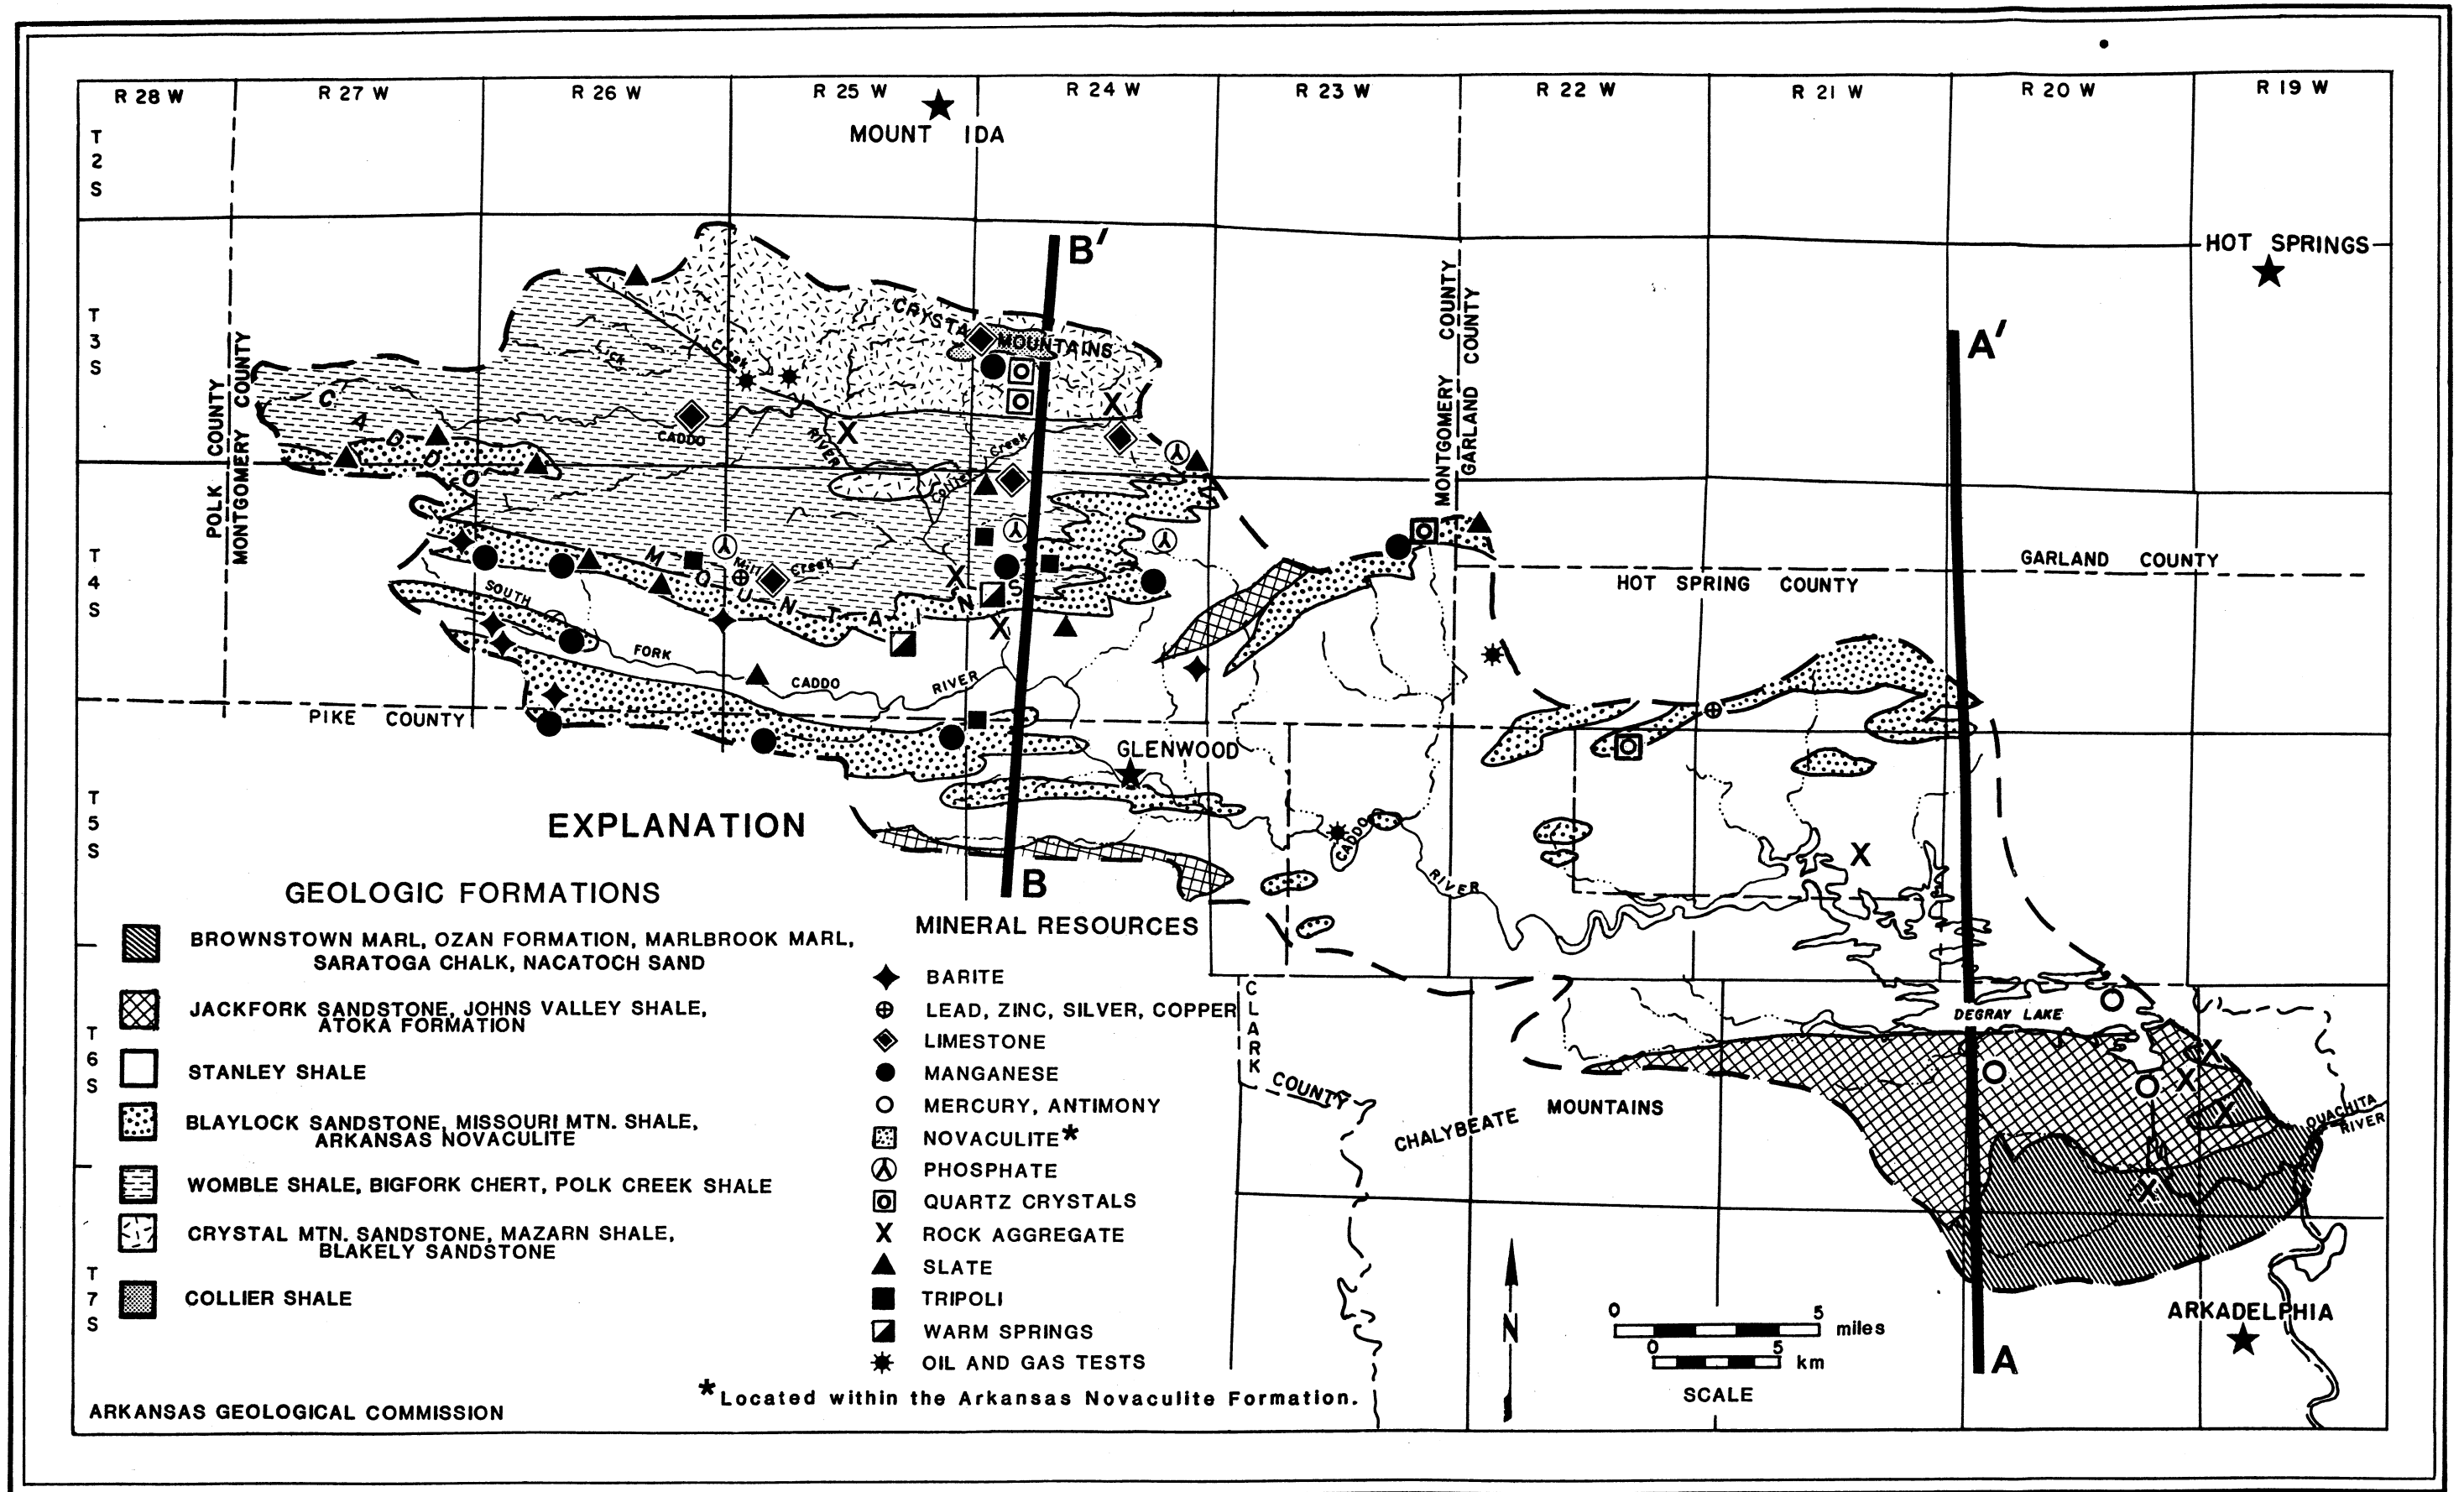 R 28 W
R 27 W
R 26 W
R 25 W
R 24 W
R 23 W
R 22 W
R 21 W
R 20 W
R 19 W
MOUNT IDA
T 2 S
HOT SPRINGS
B'
A'
T 3 S
CRYSTA
MOUNTAINS
Lick
Creek
POLK COUNTY
MONTGOMERY COUNTY
MONTGOMERY COUNTY
GARLAND COUNTY
CADDO
CADDO
RIVER
Collier Creek
T 4 S
MOUNTAINS
Mill Creek
GARLAND COUNTY
HOT SPRING COUNTY
SOUTH
FORK
CADDO
RIVER
PIKE COUNTY
GLENWOOD
T 5 S
CADDO
RIVER
B
EXPLANATION
GEOLOGIC FORMATIONS
BROWNSTOWN MARL, OZAN FORMATION, MARLBROOK MARL,
SARATOGA CHALK, NACATOCH SAND
JACKFORK SANDSTONE, JOHNS VALLEY SHALE,
ATOKA FORMATION
STANLEY SHALE
BLAYLOCK SANDSTONE, MISSOURI MTN. SHALE,
ARKANSAS NOVACULITE
WOMBLE SHALE, BIGFORK CHERT, POLK CREEK SHALE
CRYSTAL MTN. SANDSTONE, MAZARN SHALE,
BLAKELY SANDSTONE
COLLIER SHALE
MINERAL RESOURCES
BARITE
LEAD, ZINC, SILVER, COPPER
LIMESTONE
MANGANESE
MERCURY, ANTIMONY
NOVACULITE*
PHOSPHATE
QUARTZ CRYSTALS
X ROCK AGGREGATE
SLATE
TRIPOLI
WARM SPRINGS
OIL AND GAS TESTS
*Located within the Arkansas Novaculite Formation.
T 6 S
T 7 S
CLARK
COUNTY
DEGRAY LAKE
CHALYBEATE MOUNTAINS
OUACHITA
RIVER
ARKADELPHIA
A
N
0 5 miles
0 5 km
SCALE
ARKANSAS GEOLOGICAL COMMISSION